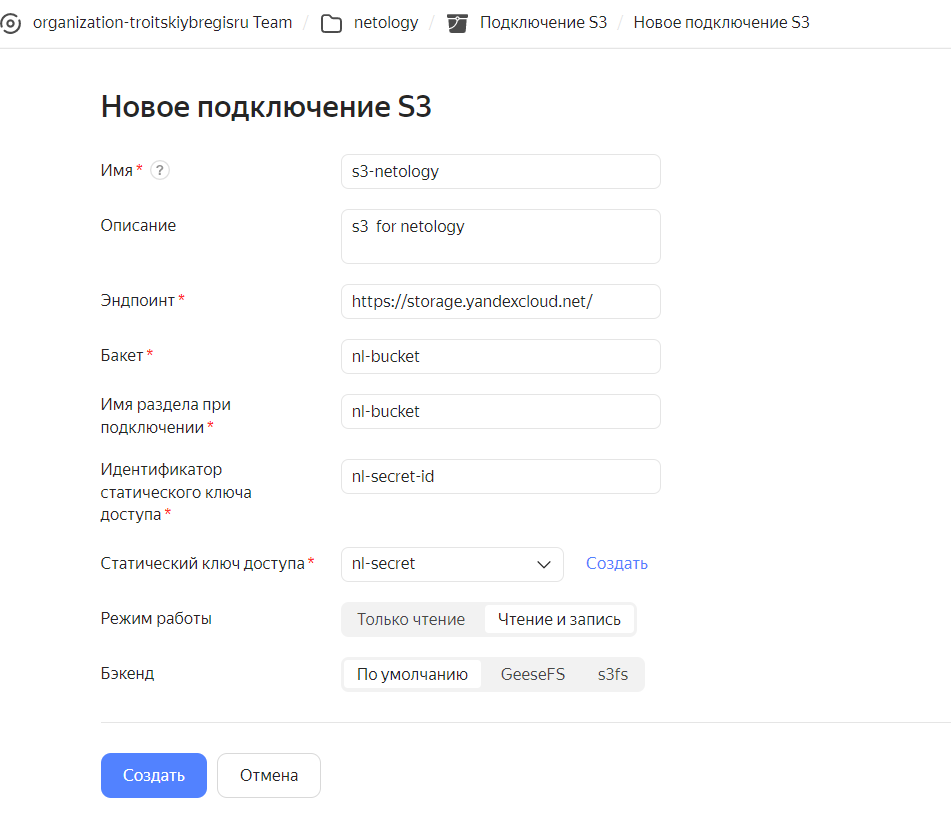 organization-troitskiybregisru Team / netology / Подключение S3 / Новое подключение S3
Новое подключение S3
Имя * ? s3-netology
Описание s3  for netology
Эндпоинт * https://storage.yandexcloud.net/
Бакет * nl-bucket
Имя раздела при
подключении * nl-bucket
Идентификатор
статического ключа
доступа * nl-secret-id
Статический ключ доступа * nl-secret Создать
Режим работы Только чтение Чтение и запись
Бэкенд По умолчанию GeeseFS s3fs
Создать Отмена